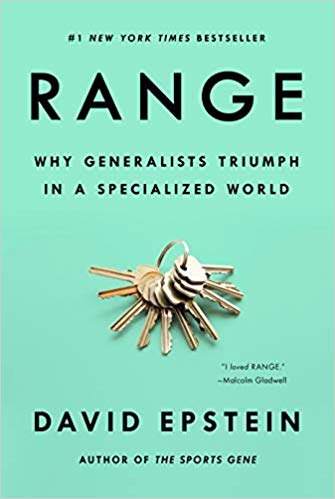 #1 NEW YORK TIMES BESTSELLER
RANGE
WHY GENERALISTS TRIUMPH
IN A SPECIALIZED WORLD
"I loved RANGE."
—Malcolm Gladwell
DAVID EPSTEIN
AUTHOR OF THE SPORTS GENE